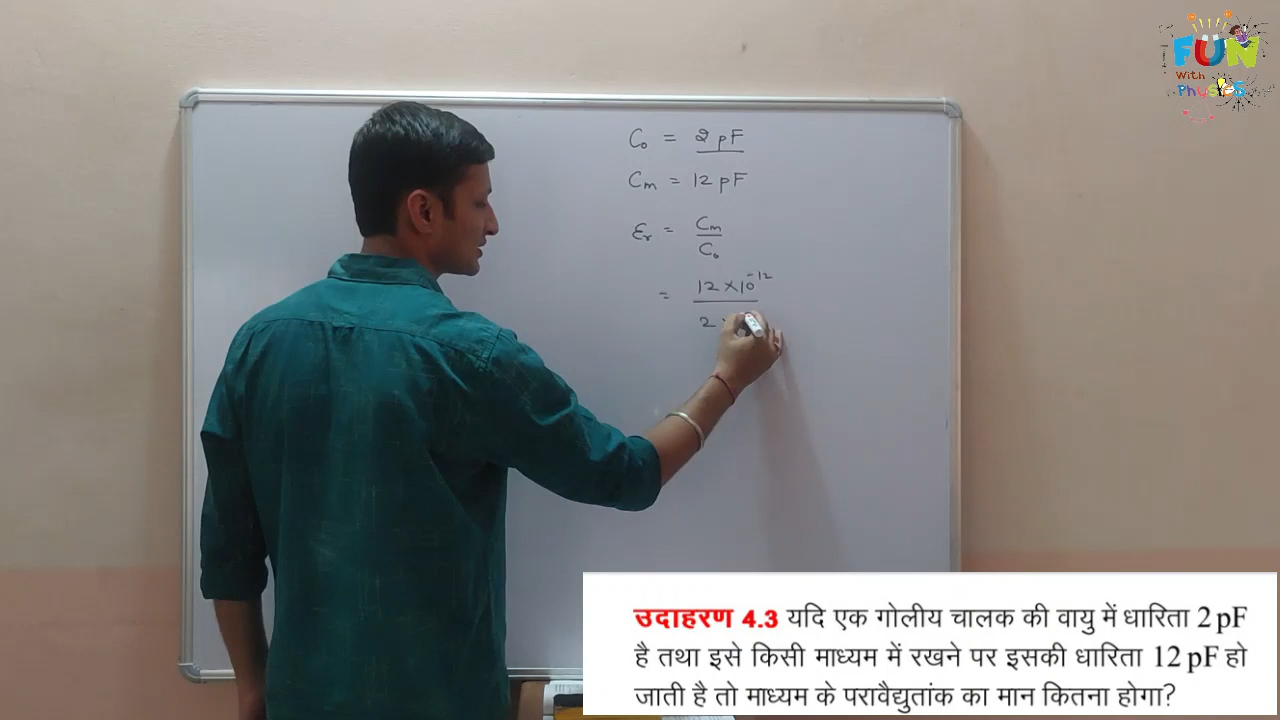 FUN
With
Physics
C₀ = 2 pF
Cm = 12 pF
εr = Cm / C₀
= 12 × 10⁻¹² / 2
उदाहरण 4.3 यदि एक गोलीय चालक की वायु में धारिता 2 pF
है तथा इसे किसी माध्यम में रखने पर इसकी धारिता 12 pF हो
जाती है तो माध्यम के परावैद्युतांक का मान कितना होगा?